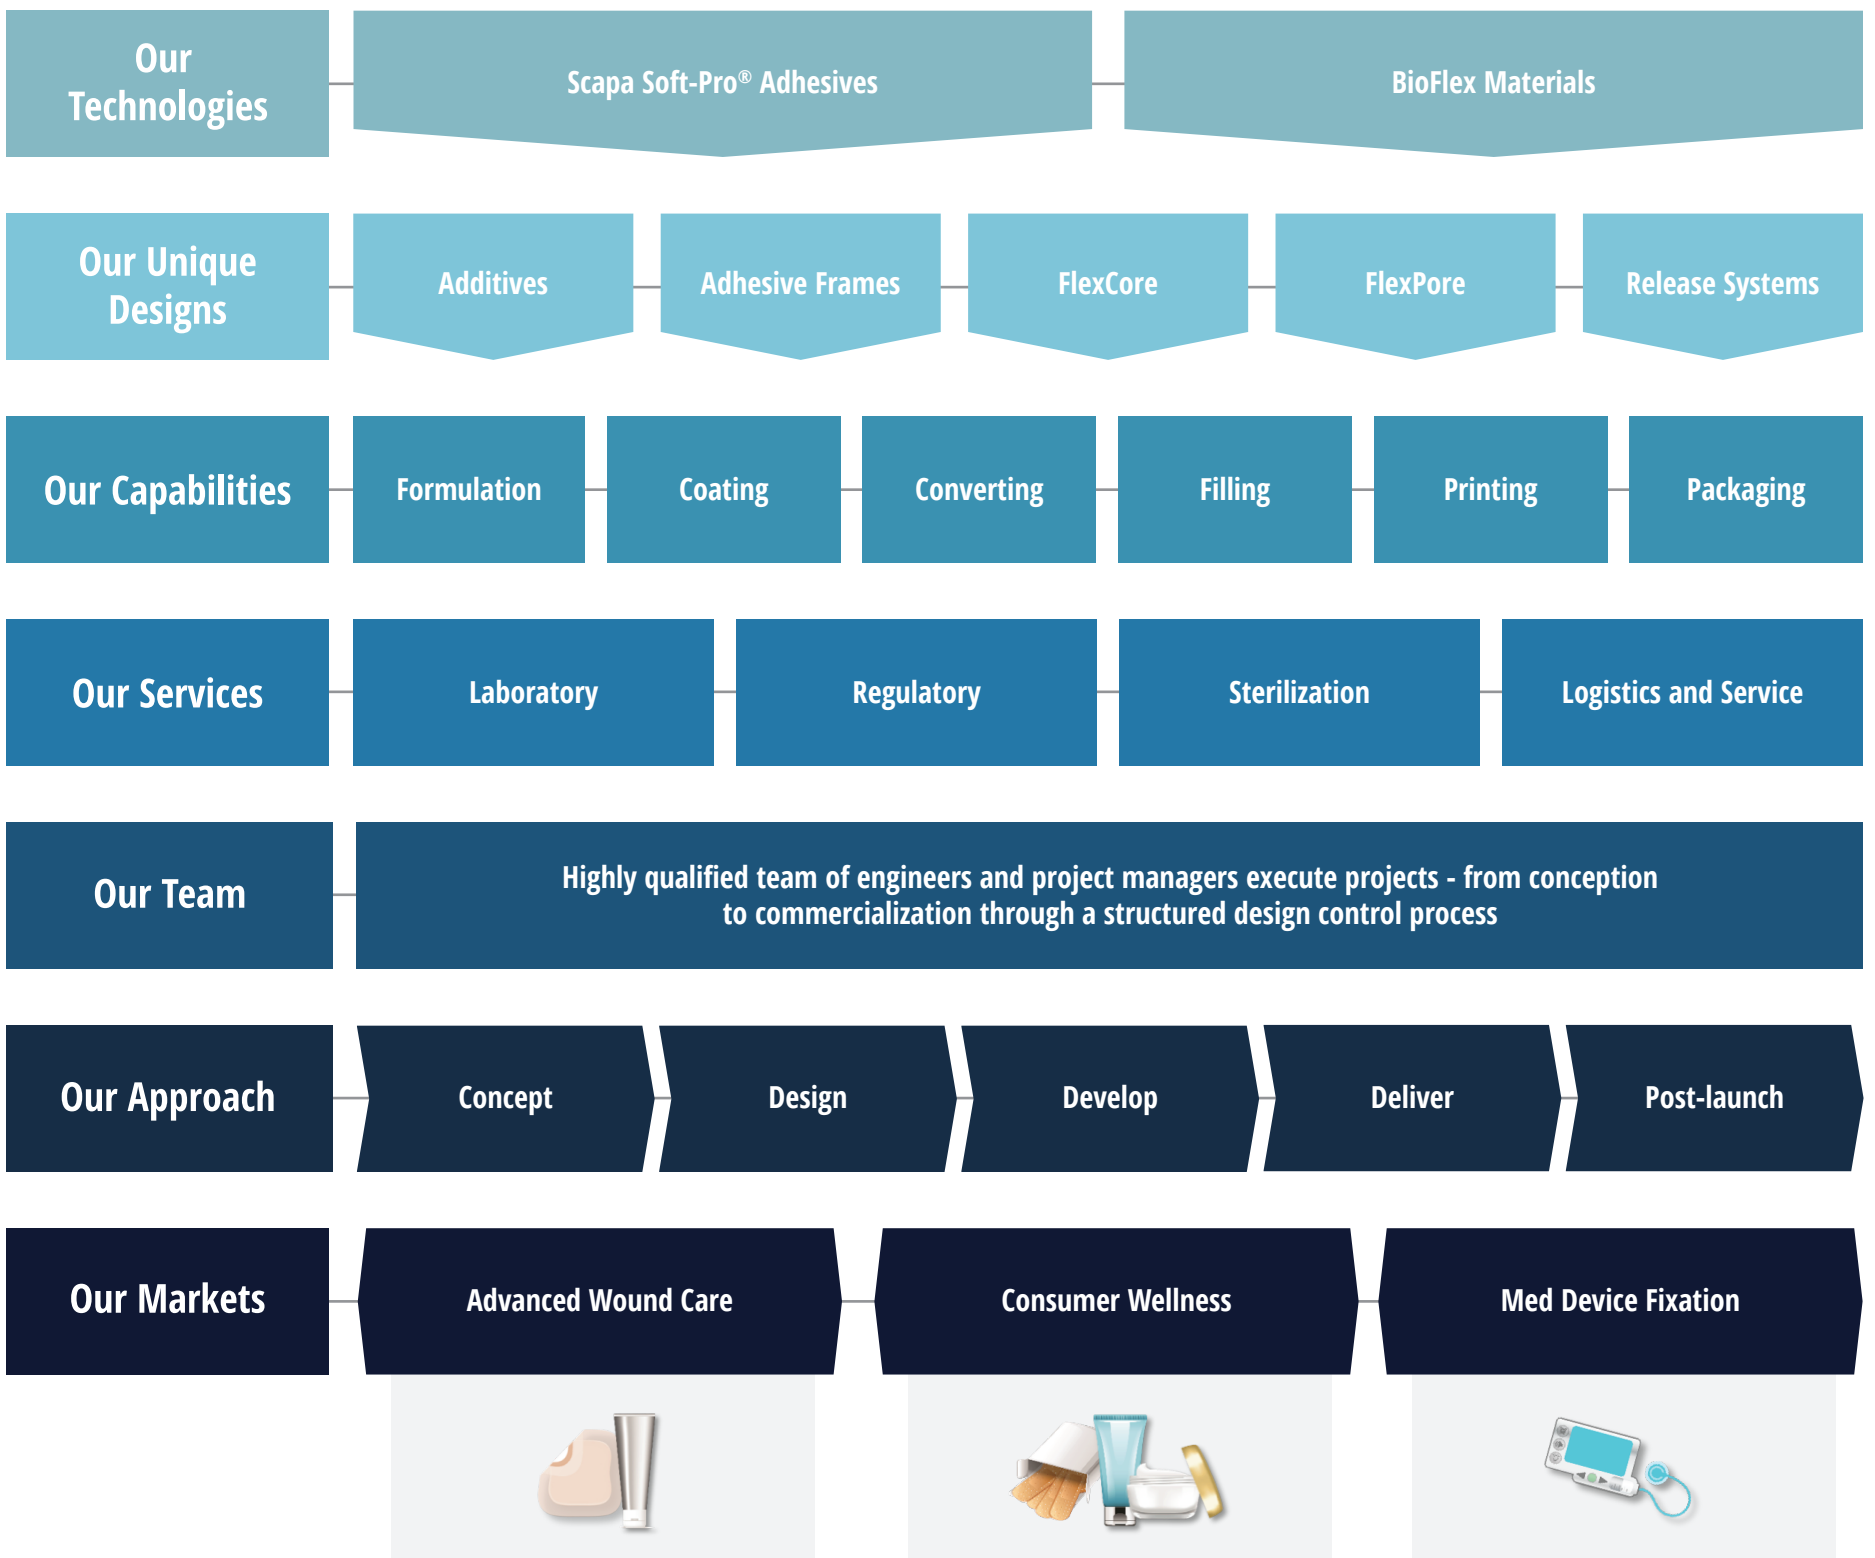 Our
Technologies
Scapa Soft-Pro® Adhesives
BioFlex Materials
Our Unique
Designs
Additives
Adhesive Frames
FlexCore
FlexPore
Release Systems
Our Capabilities
Formulation
Coating
Converting
Filling
Printing
Packaging
Our Services
Laboratory
Regulatory
Sterilization
Logistics and Service
Our Team
Highly qualified team of engineers and project managers execute projects - from conception
to commercialization through a structured design control process
Our Approach
Concept
Design
Develop
Deliver
Post-launch
Our Markets
Advanced Wound Care
Consumer Wellness
Med Device Fixation